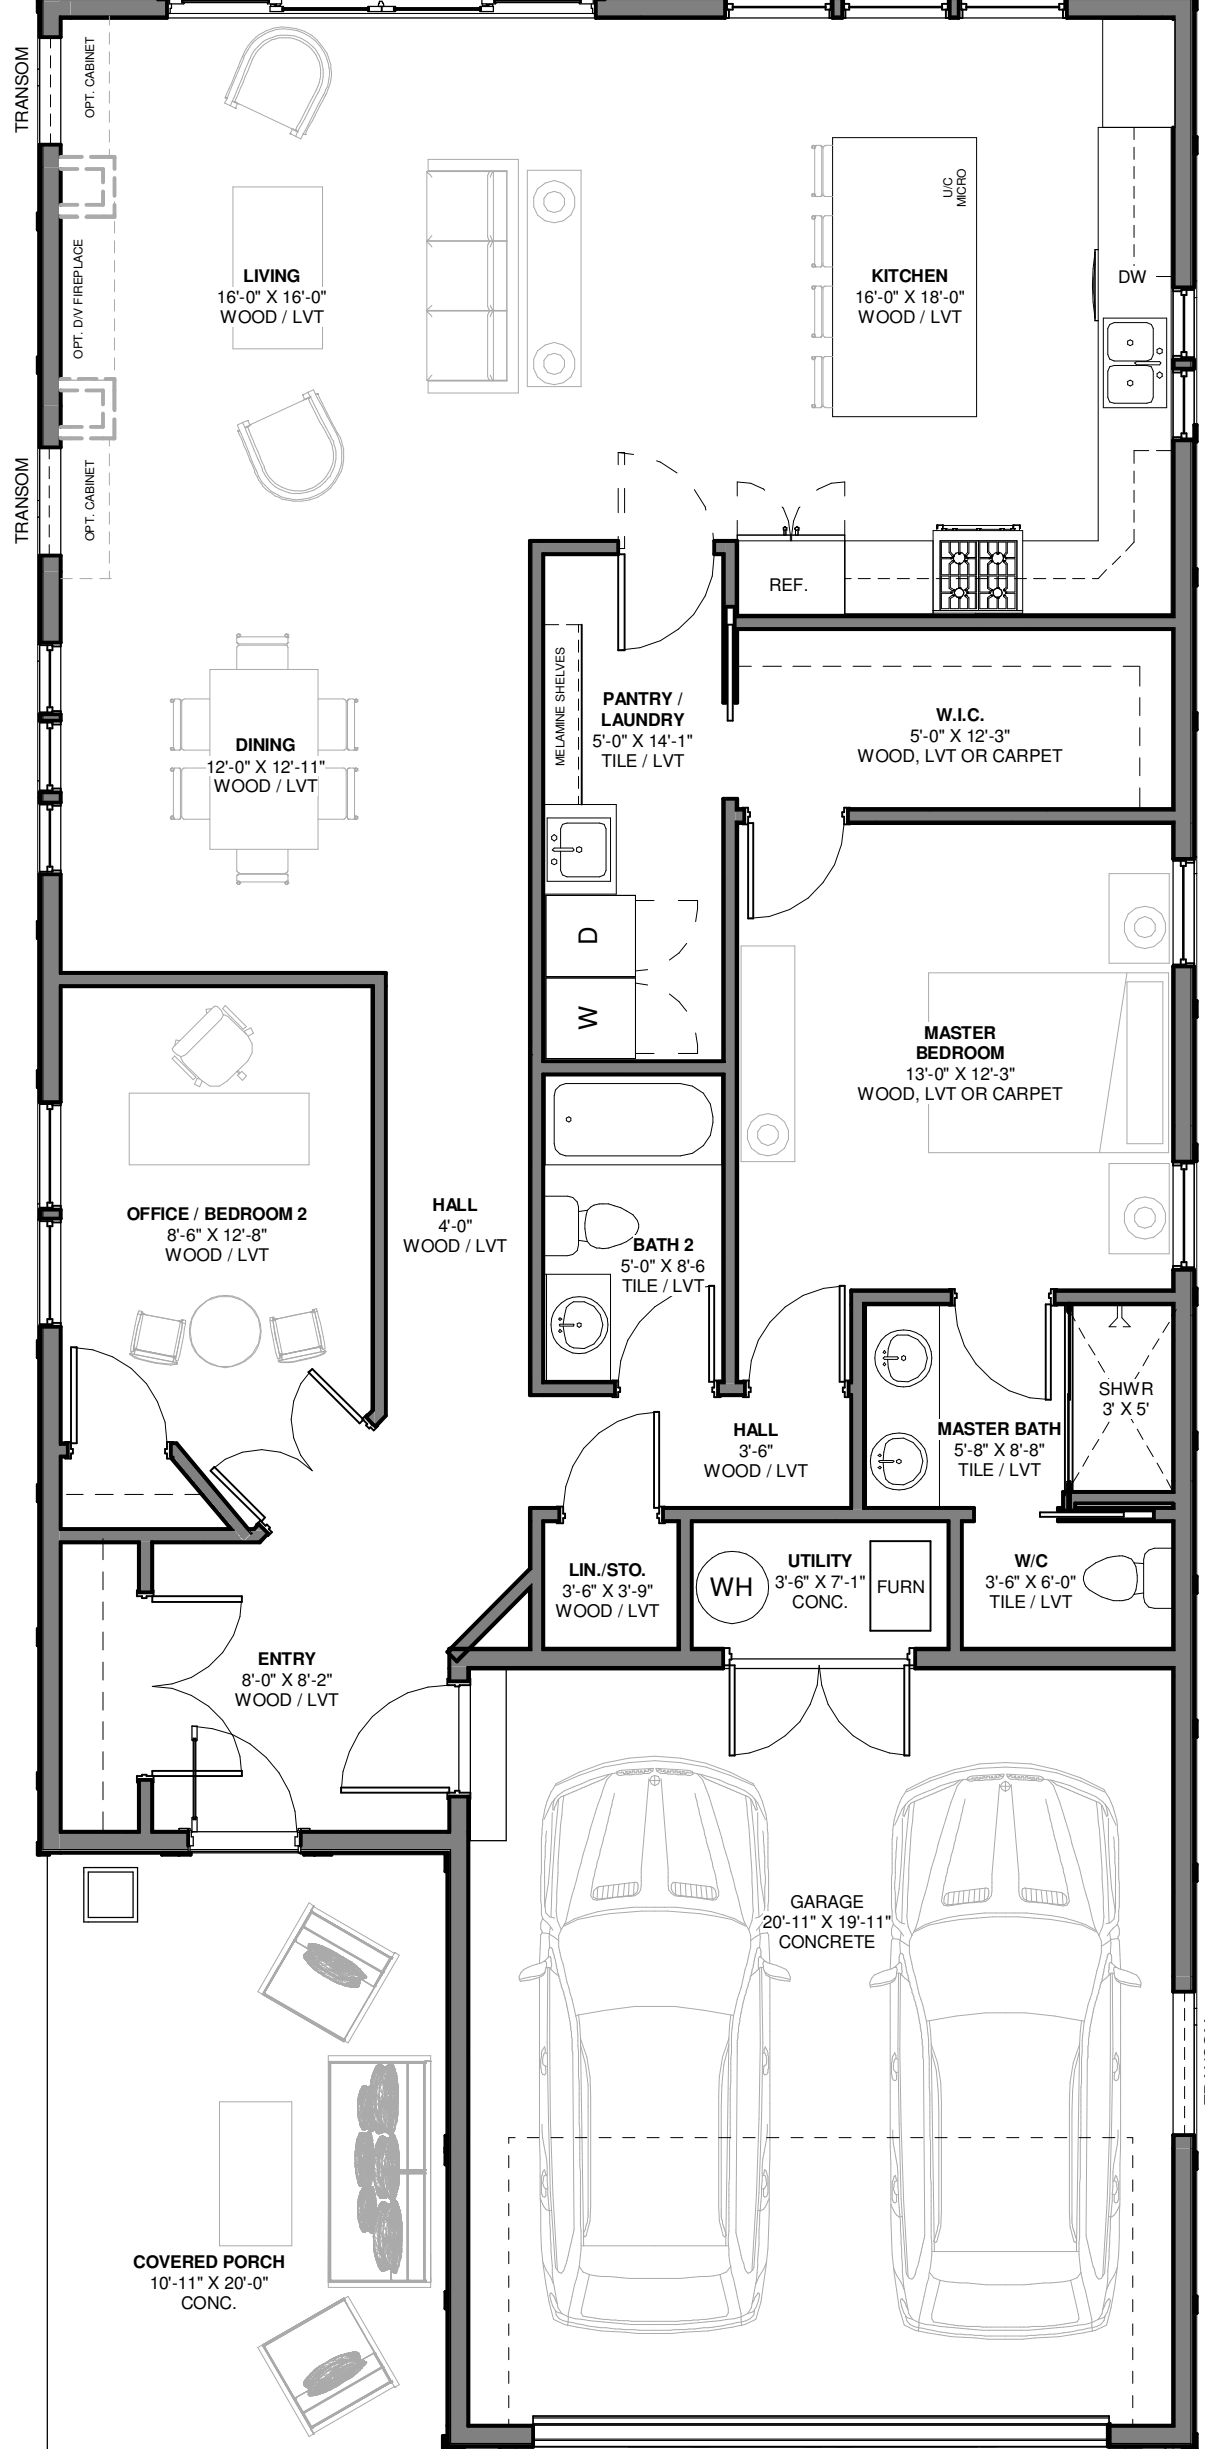 TRANSOM
OPT. CABINET
OPT. D/V FIREPLACE
TRANSOM
OPT. CABINET
LIVING
16'-0" X 16'-0"
WOOD / LVT
U/C
MICRO
KITCHEN
16'-0" X 18'-0"
WOOD / LVT
DW
REF.
MELAMINE SHELVES
PANTRY /
LAUNDRY
5'-0" X 14'-1"
TILE / LVT
W.I.C.
5'-0" X 12'-3"
WOOD, LVT OR CARPET
DINING
12'-0" X 12'-11"
WOOD / LVT
D
W
MASTER
BEDROOM
13'-0" X 12'-3"
WOOD, LVT OR CARPET
OFFICE / BEDROOM 2
8'-6" X 12'-8"
WOOD / LVT
HALL
4'-0"
WOOD / LVT
BATH 2
5'-0" X 8'-6
TILE / LVT
SHWR
3' X 5'
HALL
3'-6"
WOOD / LVT
MASTER BATH
5'-8" X 8'-8"
TILE / LVT
LIN./STO.
3'-6" X 3'-9"
WOOD / LVT
WH
UTILITY
3'-6" X 7'-1"
CONC.
FURN
W/C
3'-6" X 6'-0"
TILE / LVT
ENTRY
8'-0" X 8'-2"
WOOD / LVT
GARAGE
20'-11" X 19'-11"
CONCRETE
COVERED PORCH
10'-11" X 20'-0"
CONC.